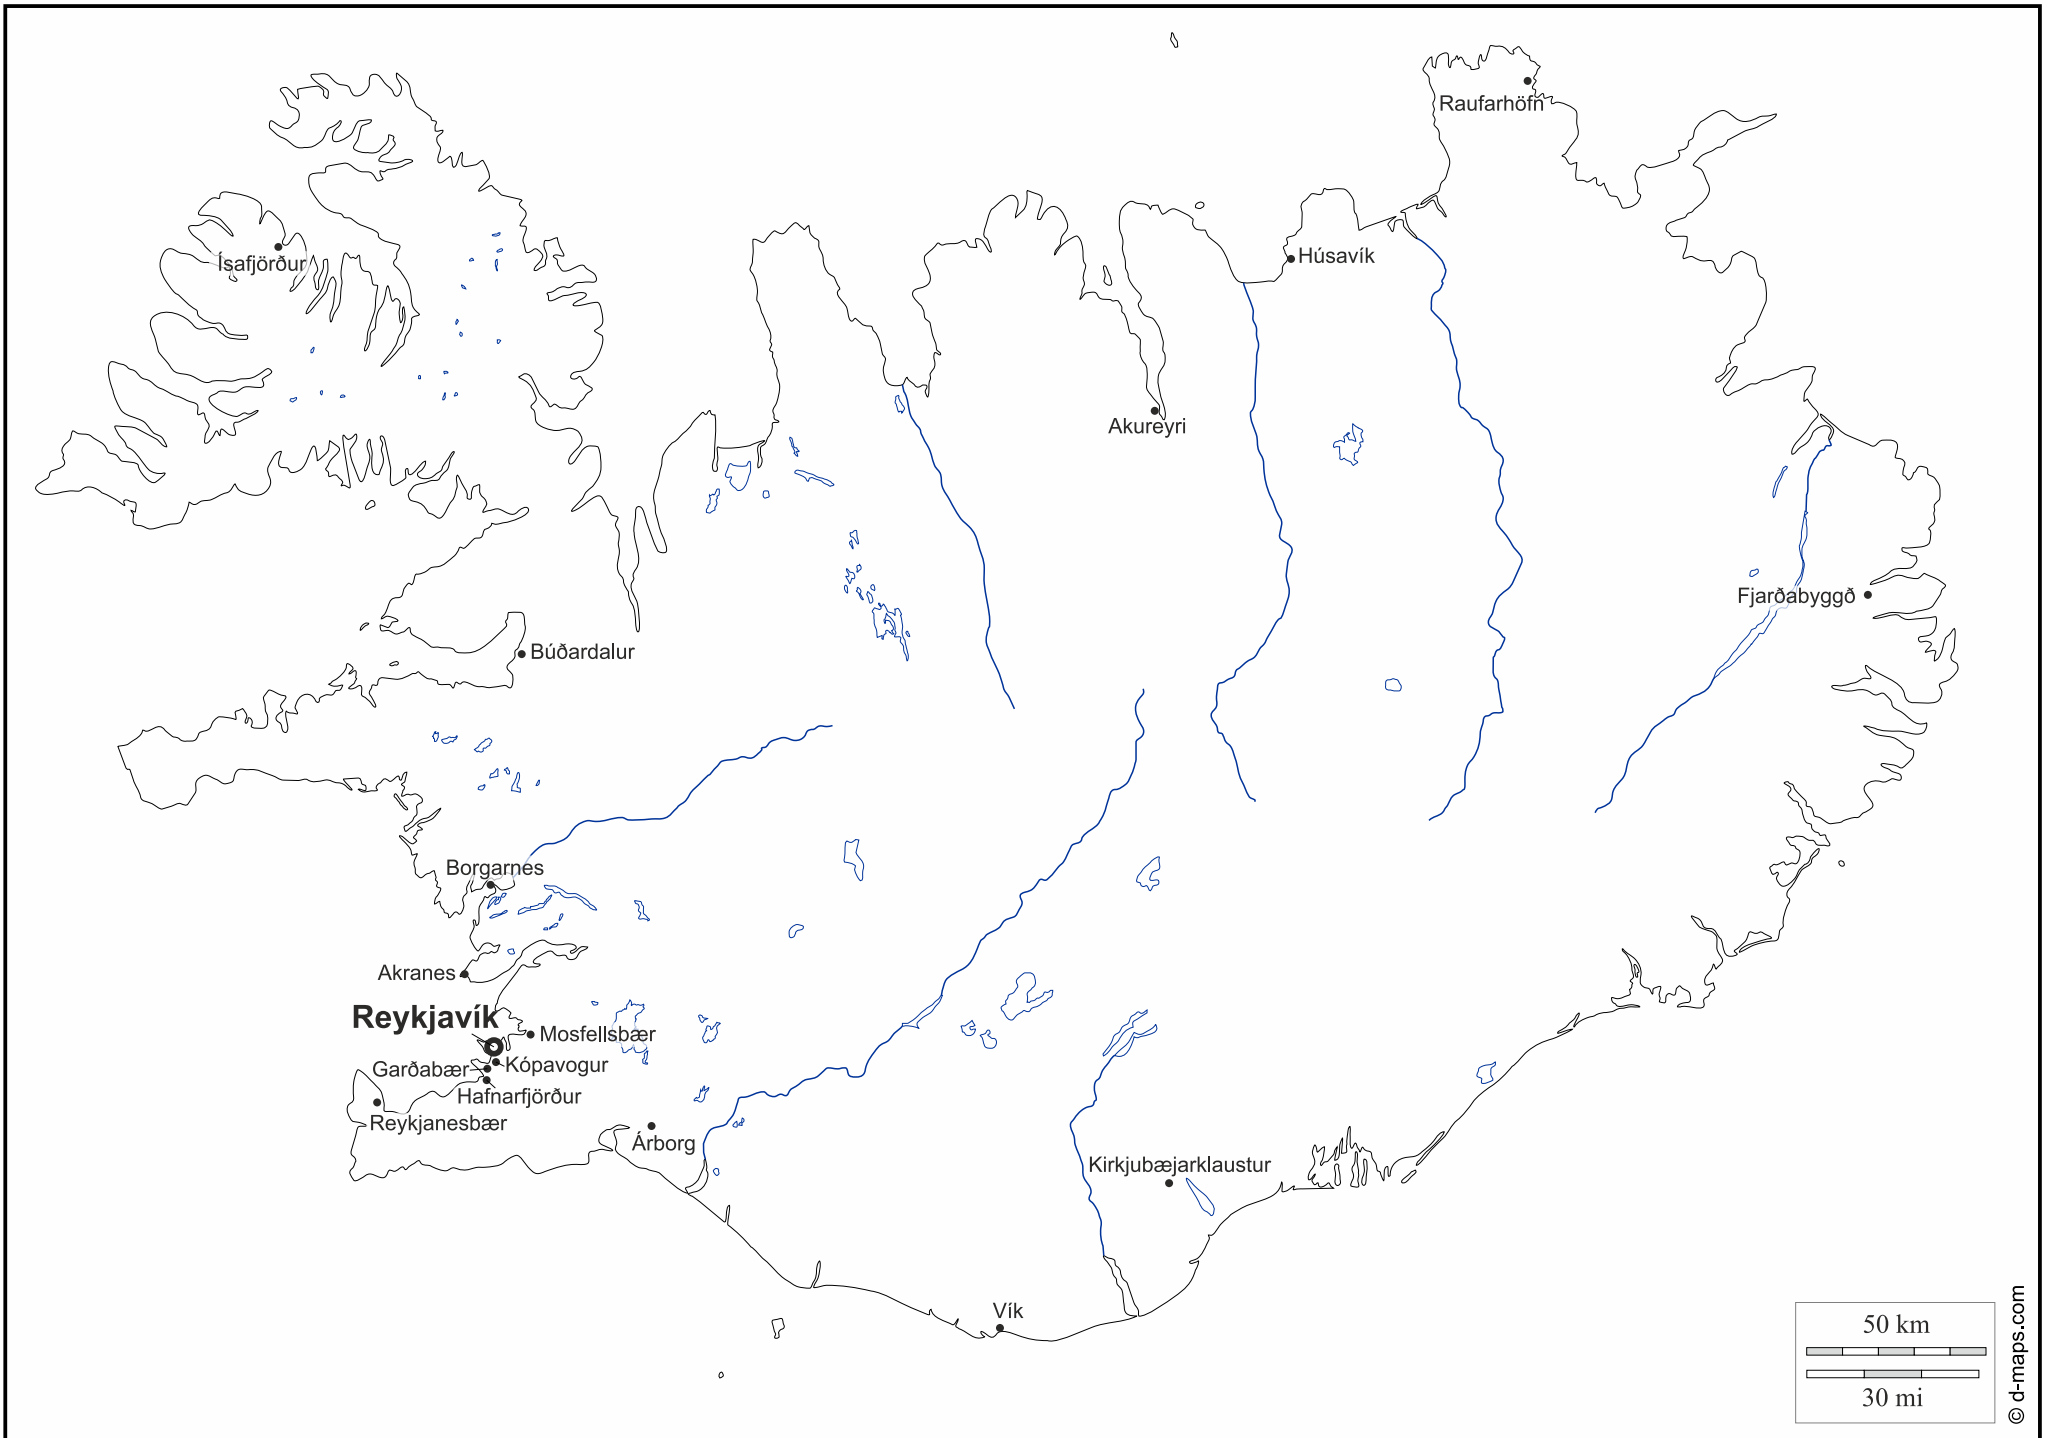 Raufarhöfn
Ísafjörður
Húsavík
Akureyri
Fjarðabyggð
Búðardalur
Borgarnes
Akranes
Reykjavík
Mosfellsbær
Kópavogur
Garðabær
Hafnarfjörður
Reykjanesbær
Árborg
Kirkjubæjarklaustur
Vík
50 km
30 mi
© d-maps.com